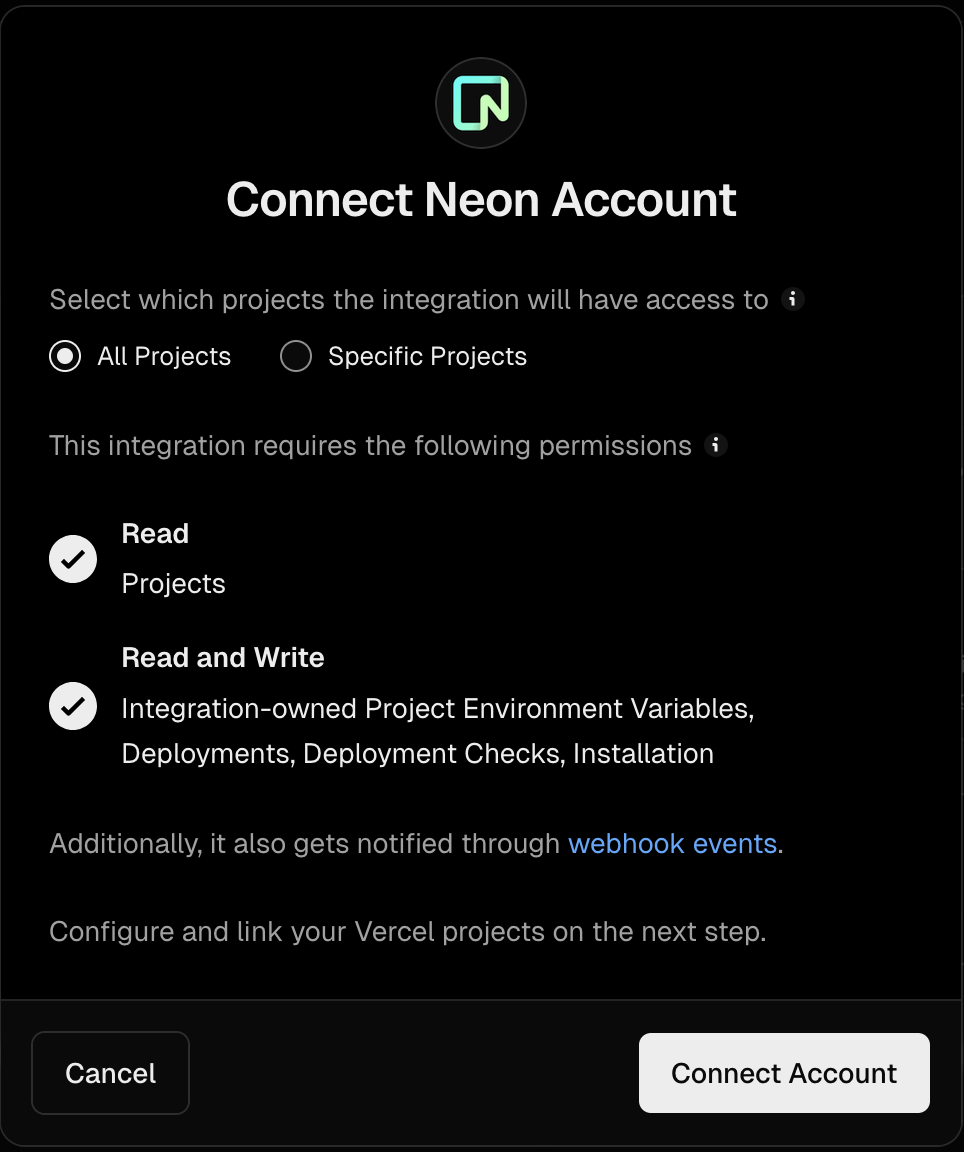 Connect Neon Account
Select which projects the integration will have access to
All Projects
Specific Projects
This integration requires the following permissions
Read
Projects
Read and Write
Integration-owned Project Environment Variables,
Deployments, Deployment Checks, Installation
Additionally, it also gets notified through webhook events.
Configure and link your Vercel projects on the next step.
Cancel
Connect Account